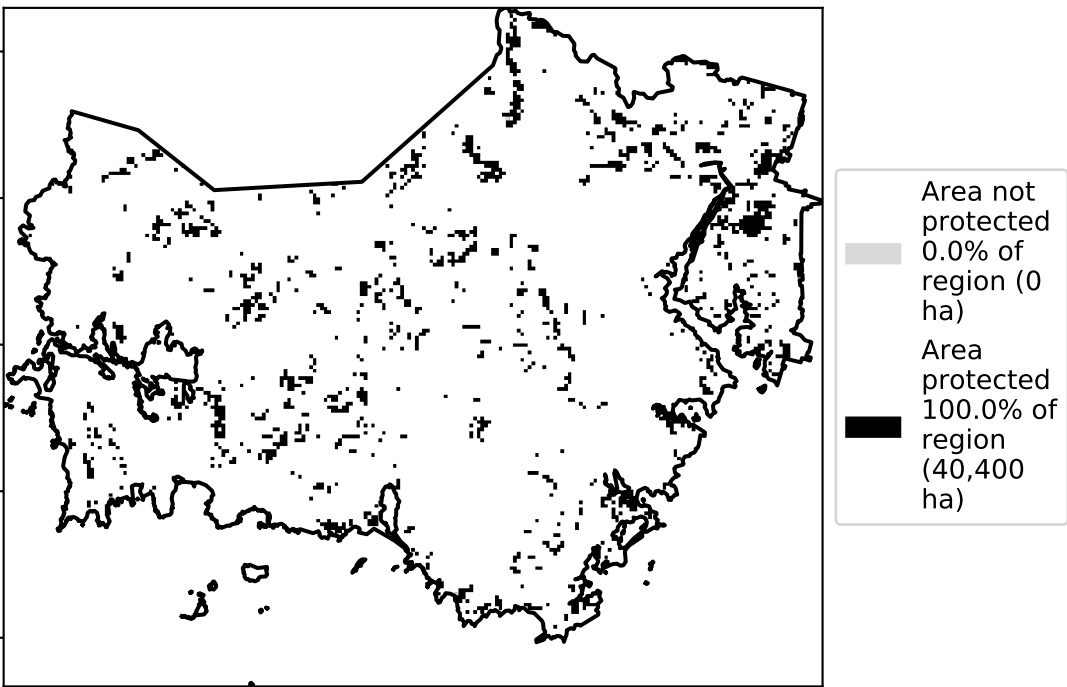 Area not
protected
0.0% of
region (0
ha)
Area
protected
100.0% of
region
(40,400
ha)